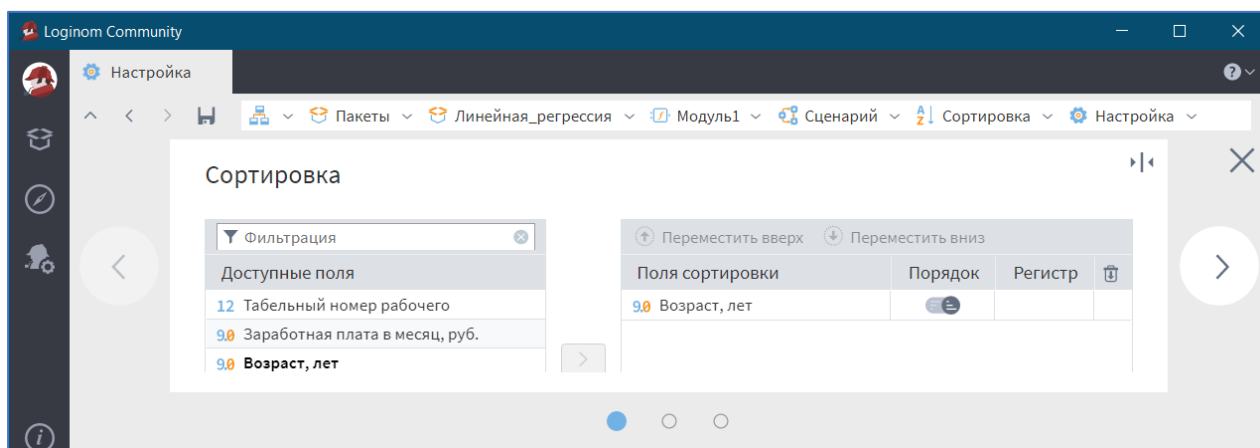 Loginom Community
Настройка
Пакеты Линейная_регрессия Модуль1 Сценарий Сортировка Настройка
Сортировка
Фильтрация Переместить вверх Переместить вниз
Доступные поля Поля сортировки Порядок Регистр
12 Табельный номер рабочего 9.0 Возраст, лет
9.0 Заработная плата в месяц, руб.
9.0 Возраст, лет